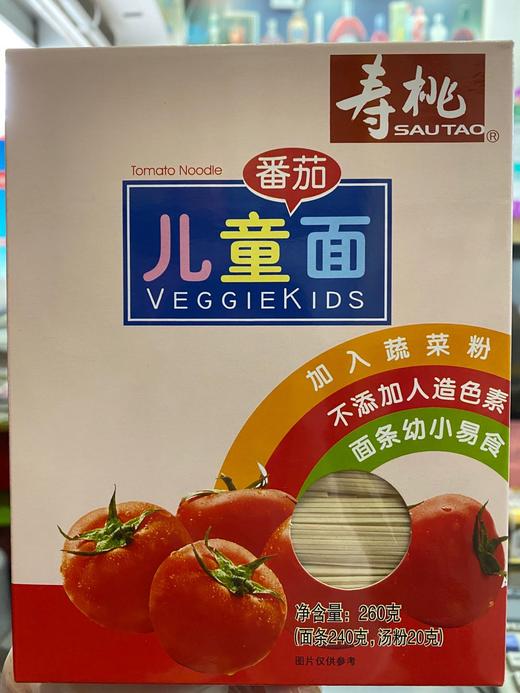 寿桃
SAUTAO®
Tomato Noodle
番茄
儿童面
VEGGIEKIDS
加入蔬菜粉
不添加人造色素
面条幼小易食
净含量：260克
(面条240克，汤粉20克)
图片仅供参考